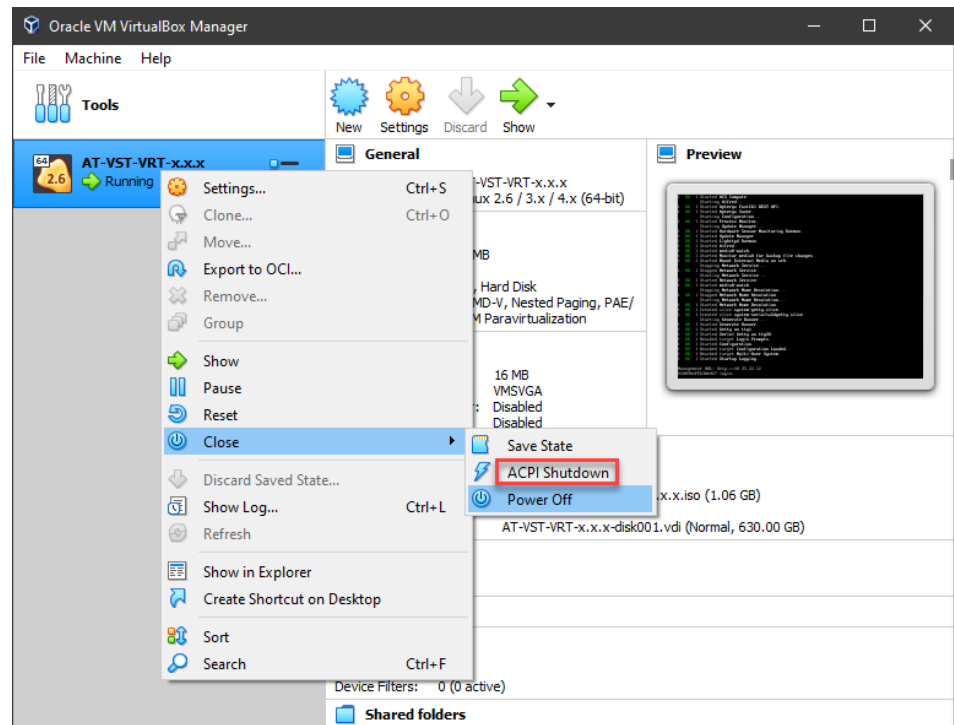 Oracle VM VirtualBox Manager
File Machine Help
Tools
New Settings Discard Show
64
2.6
AT-VST-VRT-x.x.x
Running
General
Preview
-VST-VRT-x.x.x
ux 2.6 / 3.x / 4.x (64-bit)
MB
, Hard Disk
MD-V, Nested Paging, PAE/
M Paravirtualization
16 MB
VMSVGA
: Disabled
Disabled
Settings... Ctrl+S
Clone... Ctrl+O
Move...
Export to OCI...
Remove...
Group
Show
Pause
Reset
Close
Discard Saved State...
Show Log... Ctrl+L
Refresh
Show in Explorer
Create Shortcut on Desktop
Sort
Search Ctrl+F
Save State
ACPI Shutdown
Power Off
.x.x.iso (1.06 GB)
AT-VST-VRT-x.x.x-disk001.vdi (Normal, 630.00 GB)
Device Filters: 0 (0 active)
Shared folders